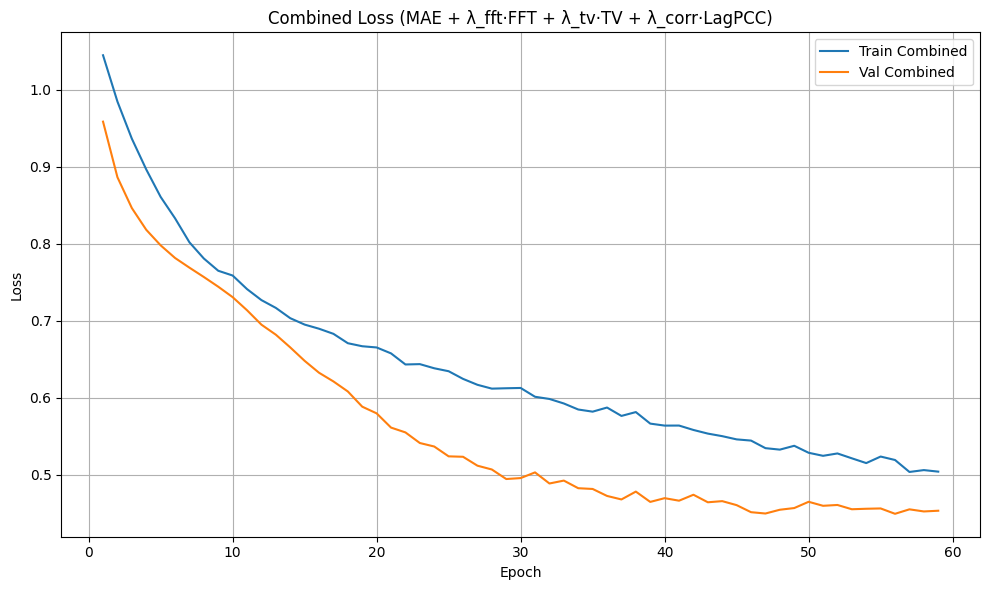 Combined Loss (MAE + λ_fft·FFT + λ_tv·TV + λ_corr·LagPCC)
Train Combined
Val Combined
Loss
1.0
0.9
0.8
0.7
0.6
0.5
0 10 20 30 40 50 60
Epoch